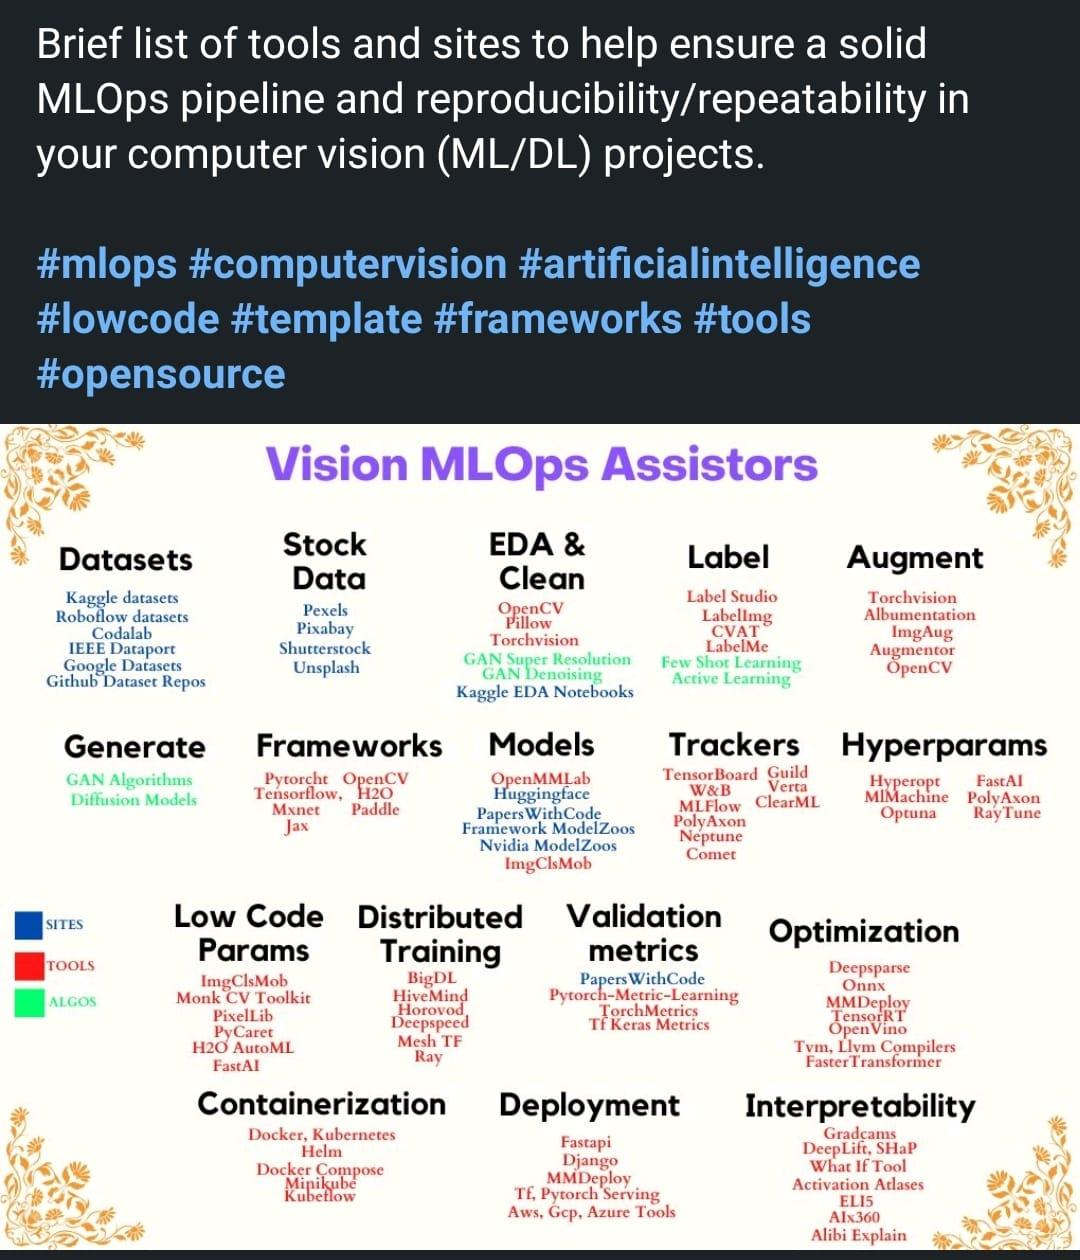 Brief list of tools and sites to help ensure a solid
MLOps pipeline and reproducibility/repeatability in
your computer vision (ML/DL) projects.
#mlops #computervision #artificialintelligence
#lowcode #template #frameworks #tools
#opensource
Vision MLOps Assistors
Datasets
Kaggle datasets
Roboflow datasets
Codalab
IEEE Dataport
Google Datasets
Github Dataset Repos
Stock
Data
Pexels
Pixabay
Shutterstock
Unsplash
EDA &
Clean
OpenCV
Pillow
Torchvision
GAN Super Resolution
GAN Denoising
Kaggle EDA Notebooks
Label
Label Studio
LabelImg
CVAT
LabelMe
Few Shot Learning
Active Learning
Augment
Torchvision
Albumentation
ImgAug
Augmentor
OpenCV
Generate
GAN Algorithms
Diffusion Models
Frameworks
Pytorcht OpenCV
Tensorflow, H2O
Mxnet Paddle
Jax
Models
OpenMMLab
Huggingface
PapersWithCode
Framework ModelZoos
Nvidia ModelZoos
ImgClsMob
Trackers
TensorBoard Guild
W&B Verta
MLFlow ClearML
PolyAxon
Neptune
Comet
Hyperparams
Hyperopt FastAI
MlMachine PolyAxon
Optuna RayTune
SITES
TOOLS
ALGOS
Low Code
Params
ImgClsMob
Monk CV Toolkit
PixelLib
PyCaret
H2O AutoML
FastAI
Distributed
Training
BigDL
HiveMind
Horovod
Deepspeed
Mesh TF
Ray
Validation
metrics
PapersWithCode
Pytorch-Metric-Learning
TorchMetrics
Tf Keras Metrics
Optimization
Deepsparse
Onnx
MMDeploy
TensorRT
OpenVino
Tvm, Llvm Compilers
FasterTransformer
Containerization
Docker, Kubernetes
Helm
Docker Compose
Minikube
Kubeflow
Deployment
Fastapi
Django
MMDeploy
Tf, Pytorch Serving
Aws, Gcp, Azure Tools
Interpretability
Gradcams
DeepLift, SHaP
What If Tool
Activation Atlases
ELI5
AIx360
Alibi Explain